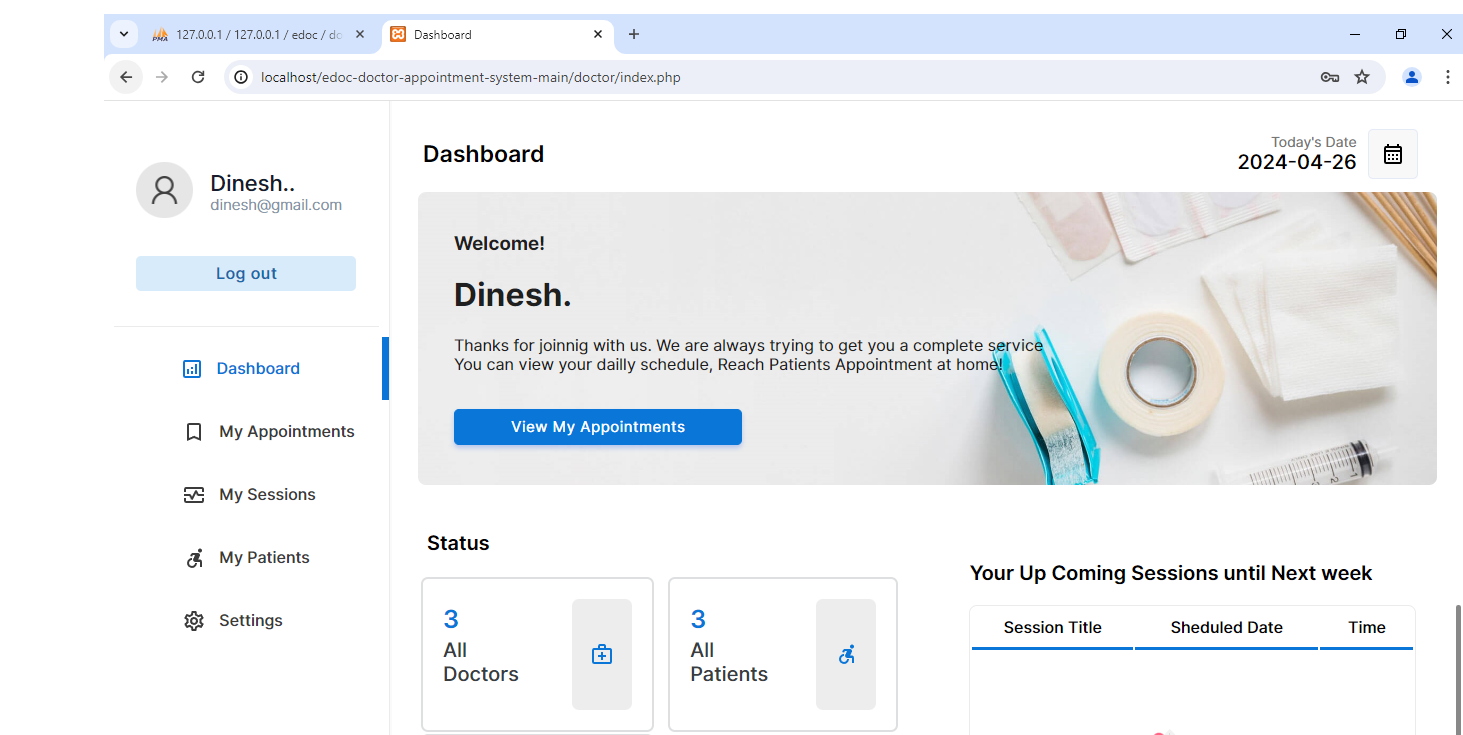 127.0.0.1 / 127.0.0.1 / edoc / do
Dashboard
localhost/edoc-doctor-appointment-system-main/doctor/index.php
Dinesh..
dinesh@gmail.com
Log out
Dashboard
My Appointments
My Sessions
My Patients
Settings
Dashboard
Today's Date
2024-04-26
Welcome!
Dinesh.
Thanks for joinnig with us. We are always trying to get you a complete service
You can view your dailly schedule, Reach Patients Appointment at home!
View My Appointments
Status
3
All
Doctors
3
All
Patients
Your Up Coming Sessions until Next week
Session Title Sheduled Date Time